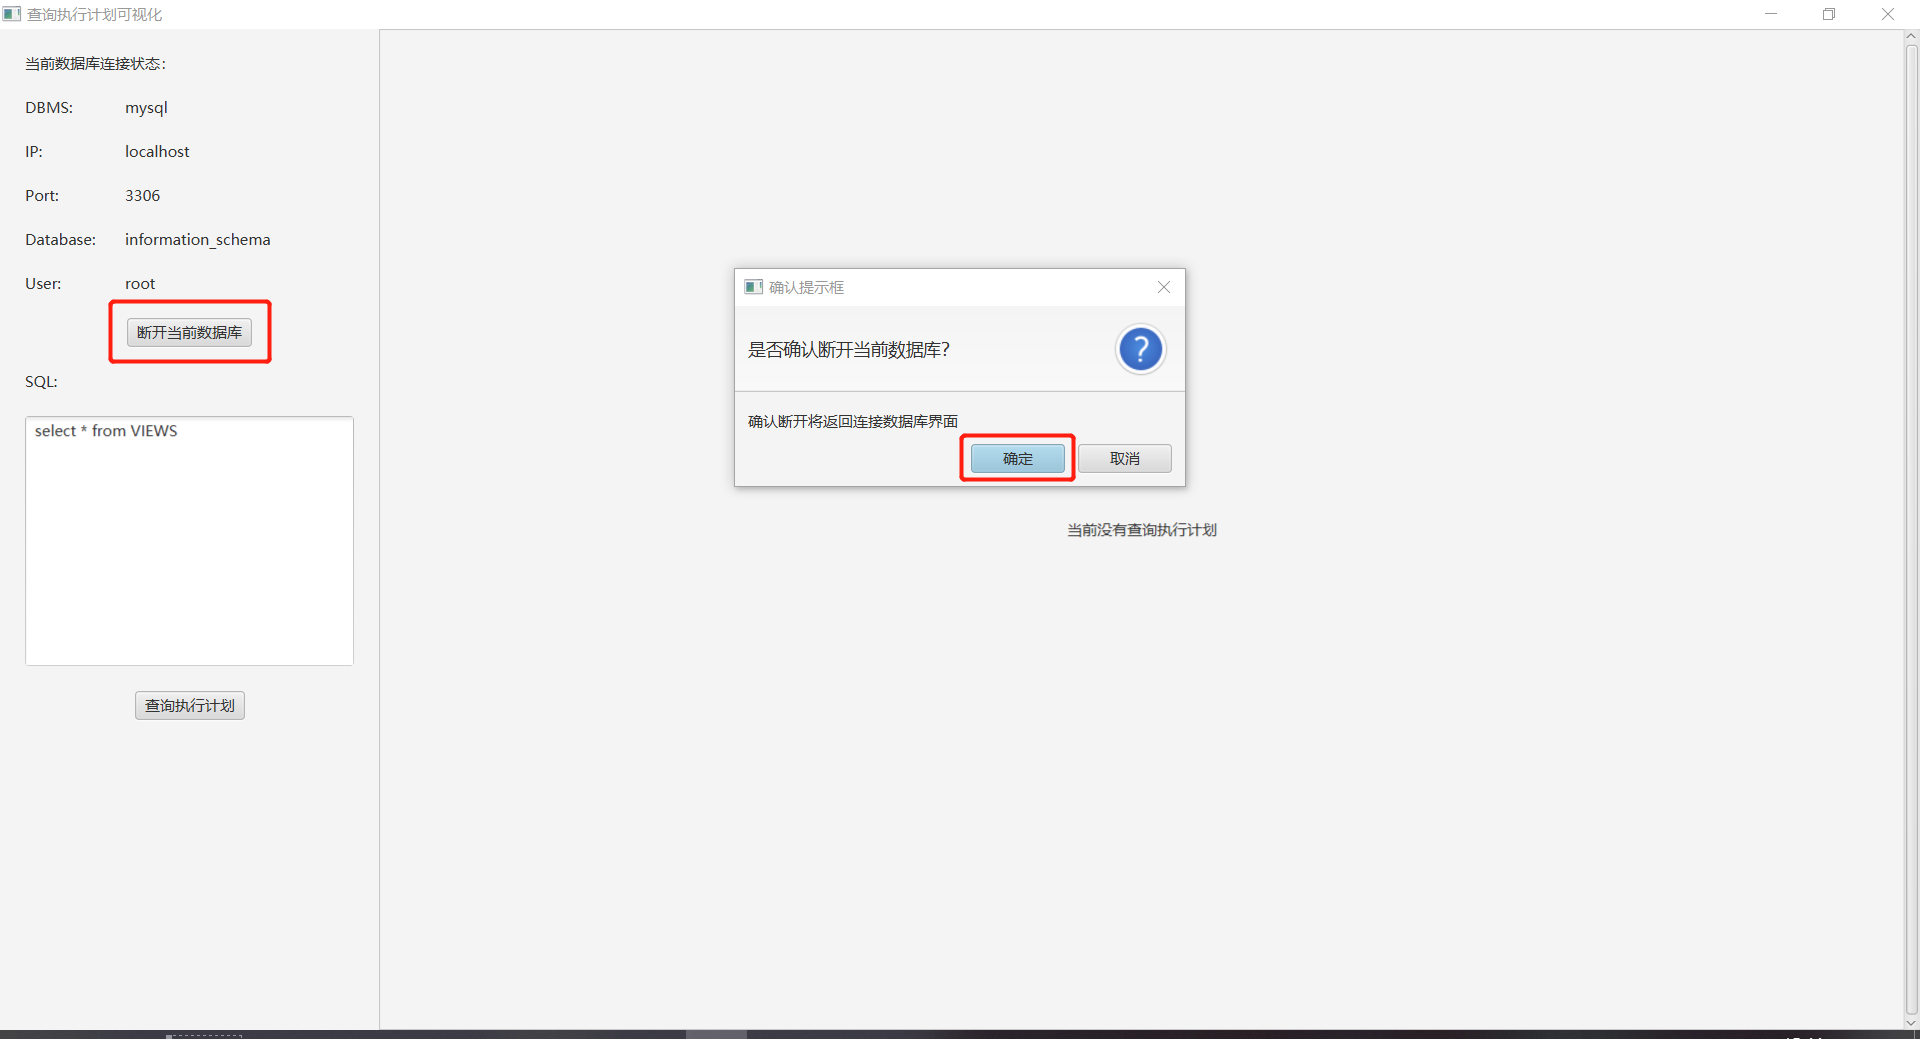 查询执行计划可视化
当前数据库连接状态:
DBMS: mysql
IP: localhost
Port: 3306
Database: information_schema
User: root
断开当前数据库
SQL:
select * from VIEWS
查询执行计划
确认提示框
是否确认断开当前数据库?
确认断开将返回连接数据库界面
确定 取消
当前没有查询执行计划